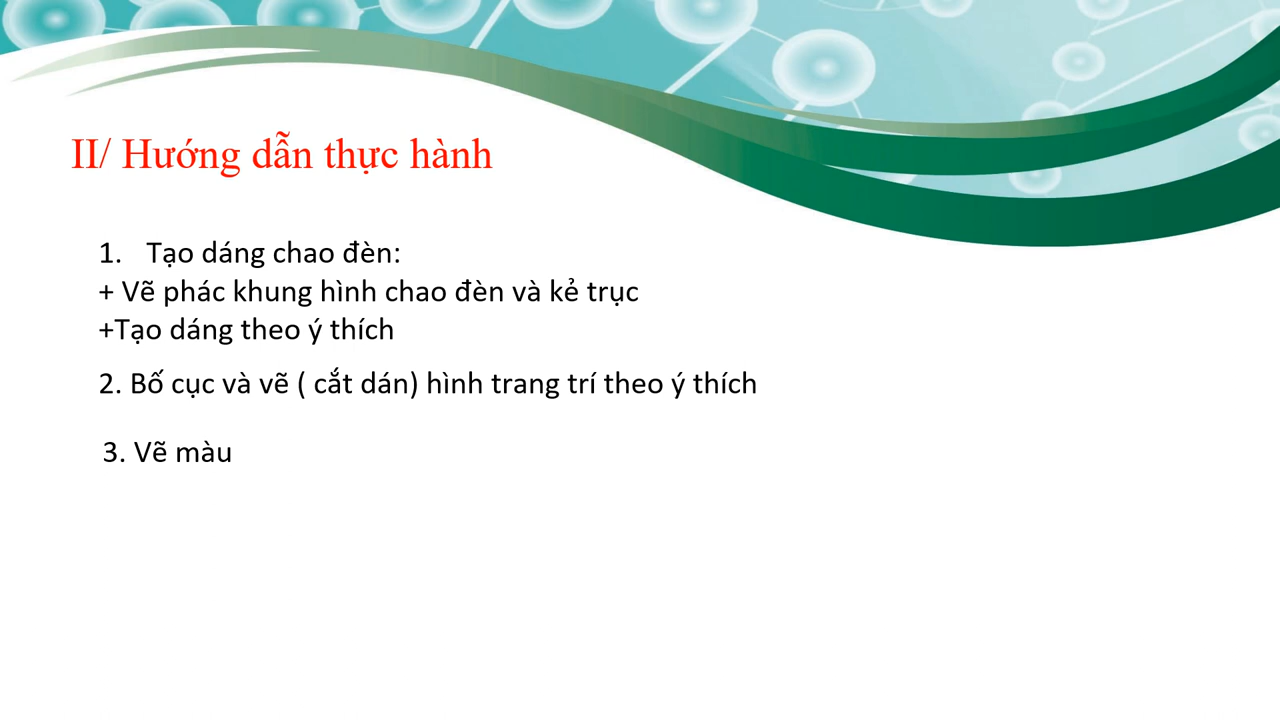 II/ Hướng dẫn thực hành
1. Tạo dáng chao đèn:
+ Vẽ phác khung hình chao đèn và kẻ trục
+Tạo dáng theo ý thích
2. Bố cục và vẽ ( cắt dán) hình trang trí theo ý thích
3. Vẽ màu